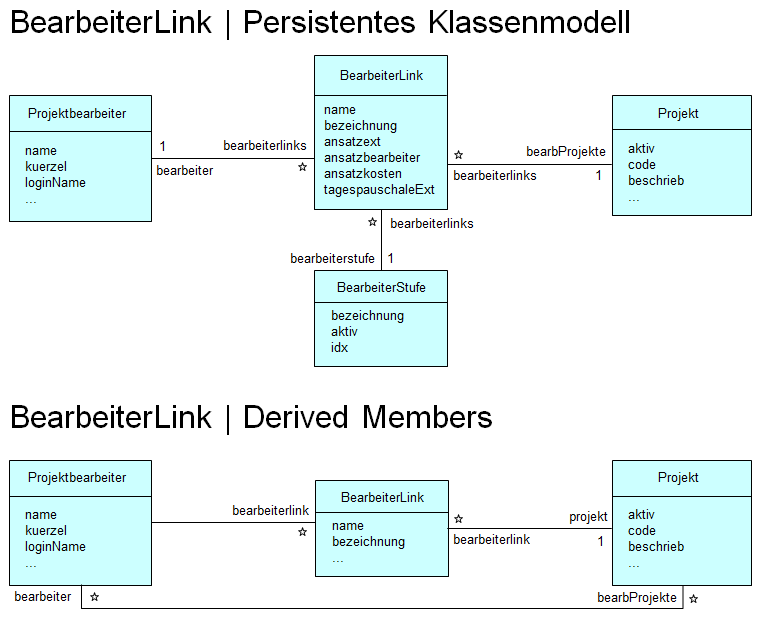 BearbeiterLink | Persistentes Klassenmodell
BearbeiterLink
Projektbearbeiter
Projekt
name
bezeichnung
ansatzext
ansatzbearbeiter
ansatzkosten
tagespauschaleExt
name
kuerzel
loginName
...
1
bearbeiterlinks
bearbeiter
☆
aktiv
code
beschrieb
...
☆
bearbProjekte
bearbeiterlinks
1
☆
bearbeiterlinks
bearbeiterstufe
1
BearbeiterStufe
bezeichnung
aktiv
idx
BearbeiterLink | Derived Members
Projektbearbeiter
BearbeiterLink
Projekt
name
kuerzel
loginName
...
bearbeiterlink
☆
name
bezeichnung
...
☆
projekt
bearbeiterlink
1
aktiv
code
beschrieb
...
bearbeiter
☆
bearbProjekte
☆